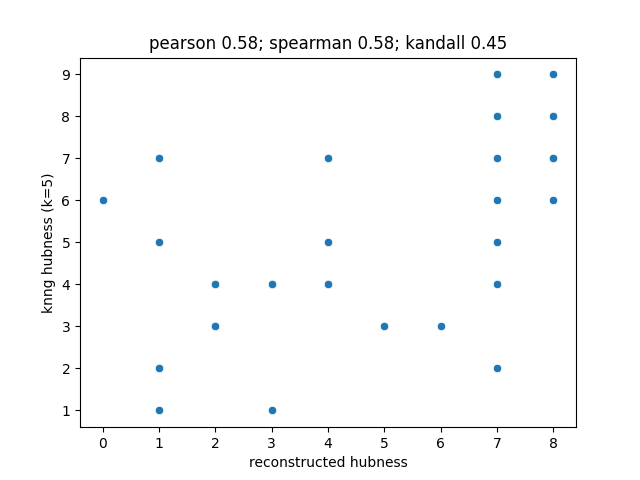 pearson 0.58; spearman 0.58; kandall 0.45
9
8
7
6
5
4
3
2
1
knng hubness (k=5)
0 1 2 3 4 5 6 7 8
reconstructed hubness